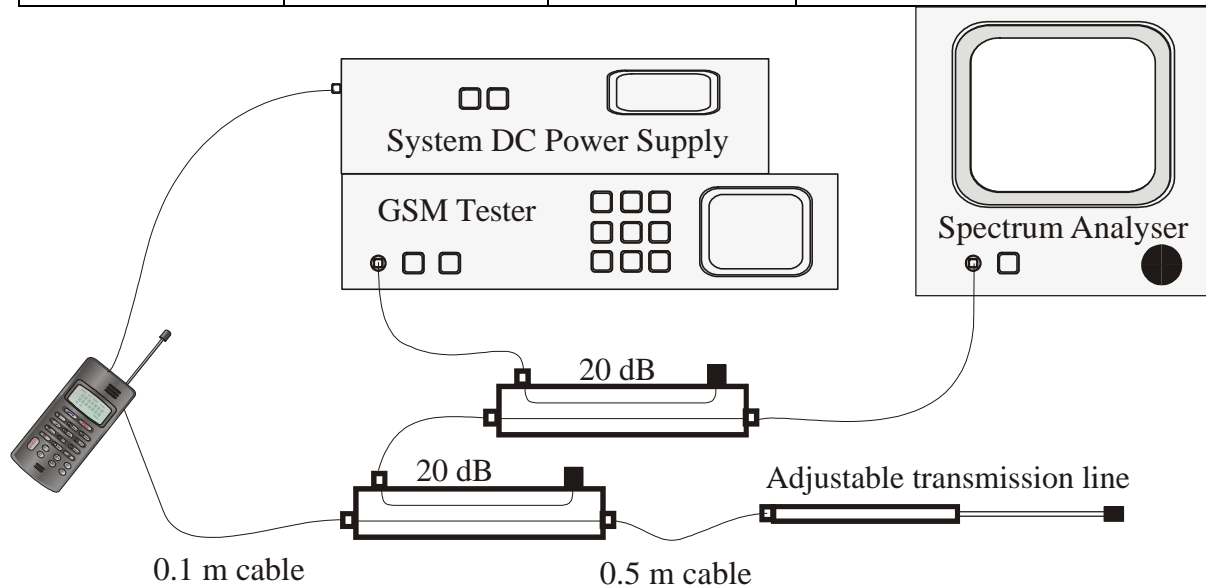 System DC Power Supply
GSM Tester
Spectrum Analyser
20 dB
20 dB
Adjustable transmission line
0.1 m cable
0.5 m cable